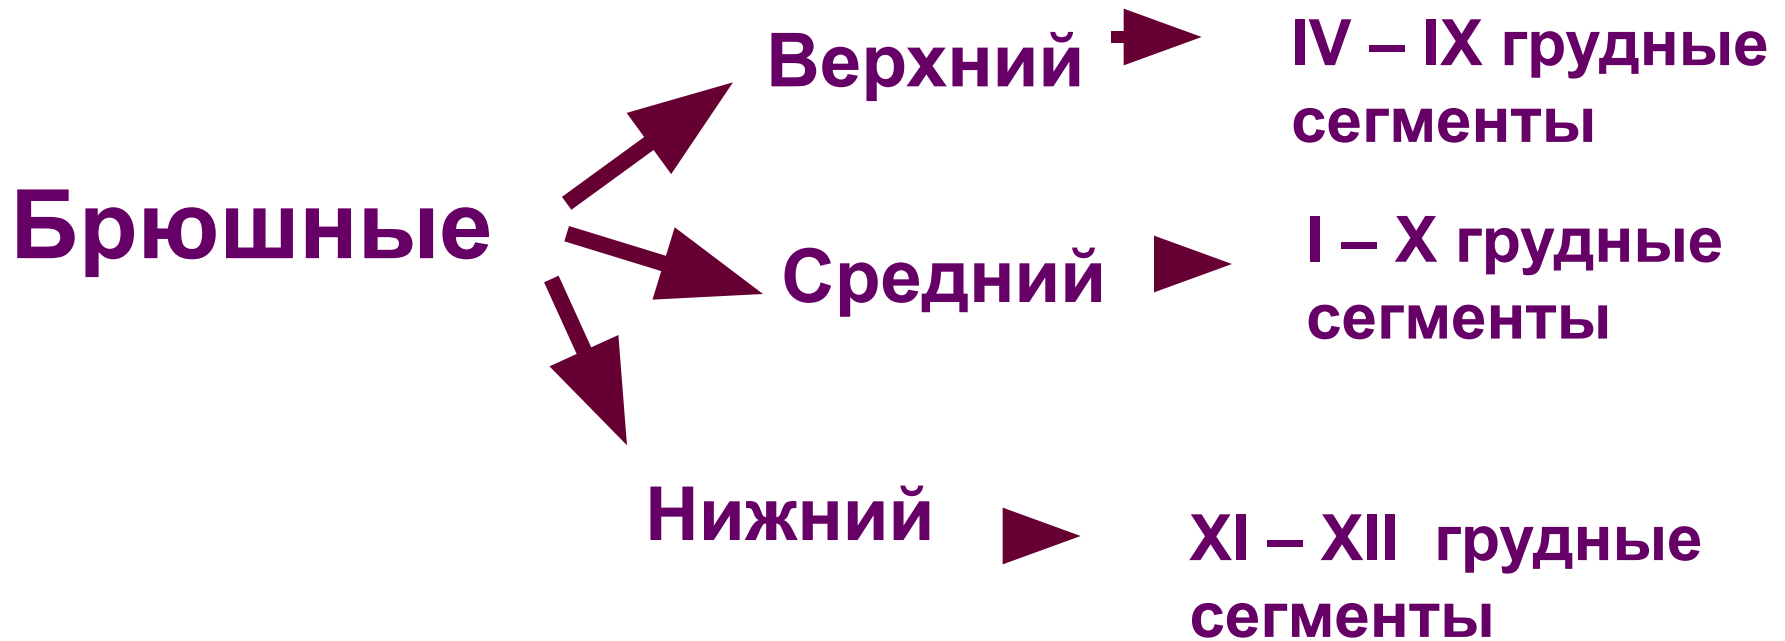 Брюшные
Верхний
IV – IX грудные
сегменты
Средний
I – X грудные
сегменты
Нижний
XI – XII грудные
сегменты